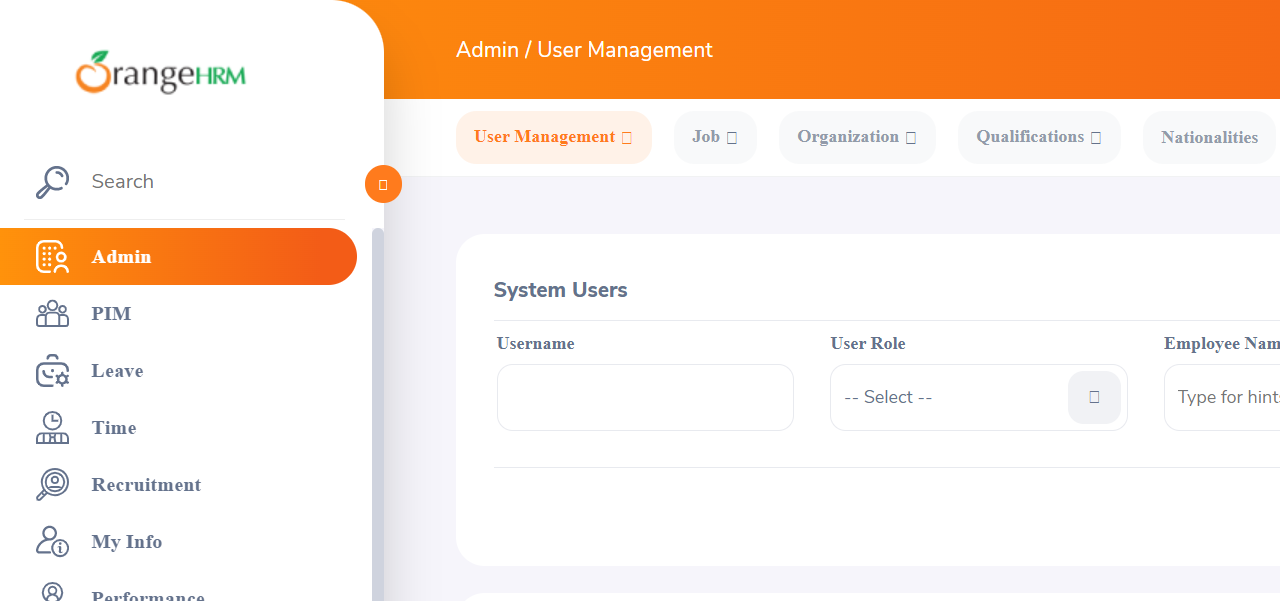 OrangeHRM
Search
Admin
PIM
Leave
Time
Recruitment
My Info
Performance
Admin / User Management
User Management
Job
Organization
Qualifications
Nationalities
System Users
Username
User Role
Employee Nam
-- Select --
Type for hints